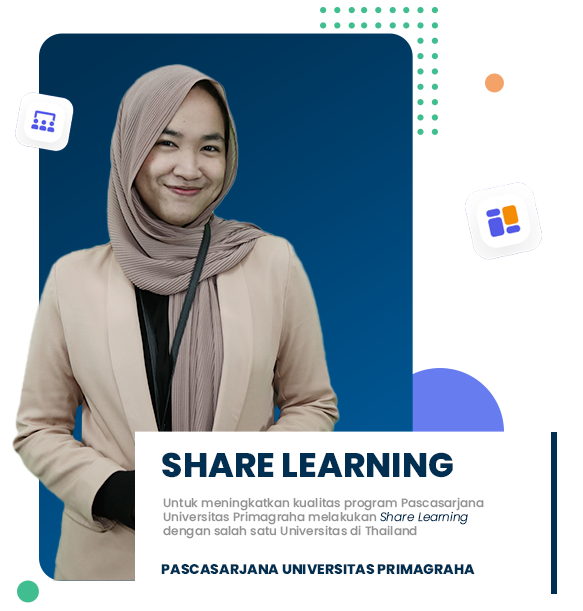 SHARE LEARNING
Untuk meningkatkan kualitas program Pascasarjana
Universitas Primagraha melakukan Share Learning
dengan salah satu Universitas di Thailand
PASCASARJANA UNIVERSITAS PRIMAGRAHA